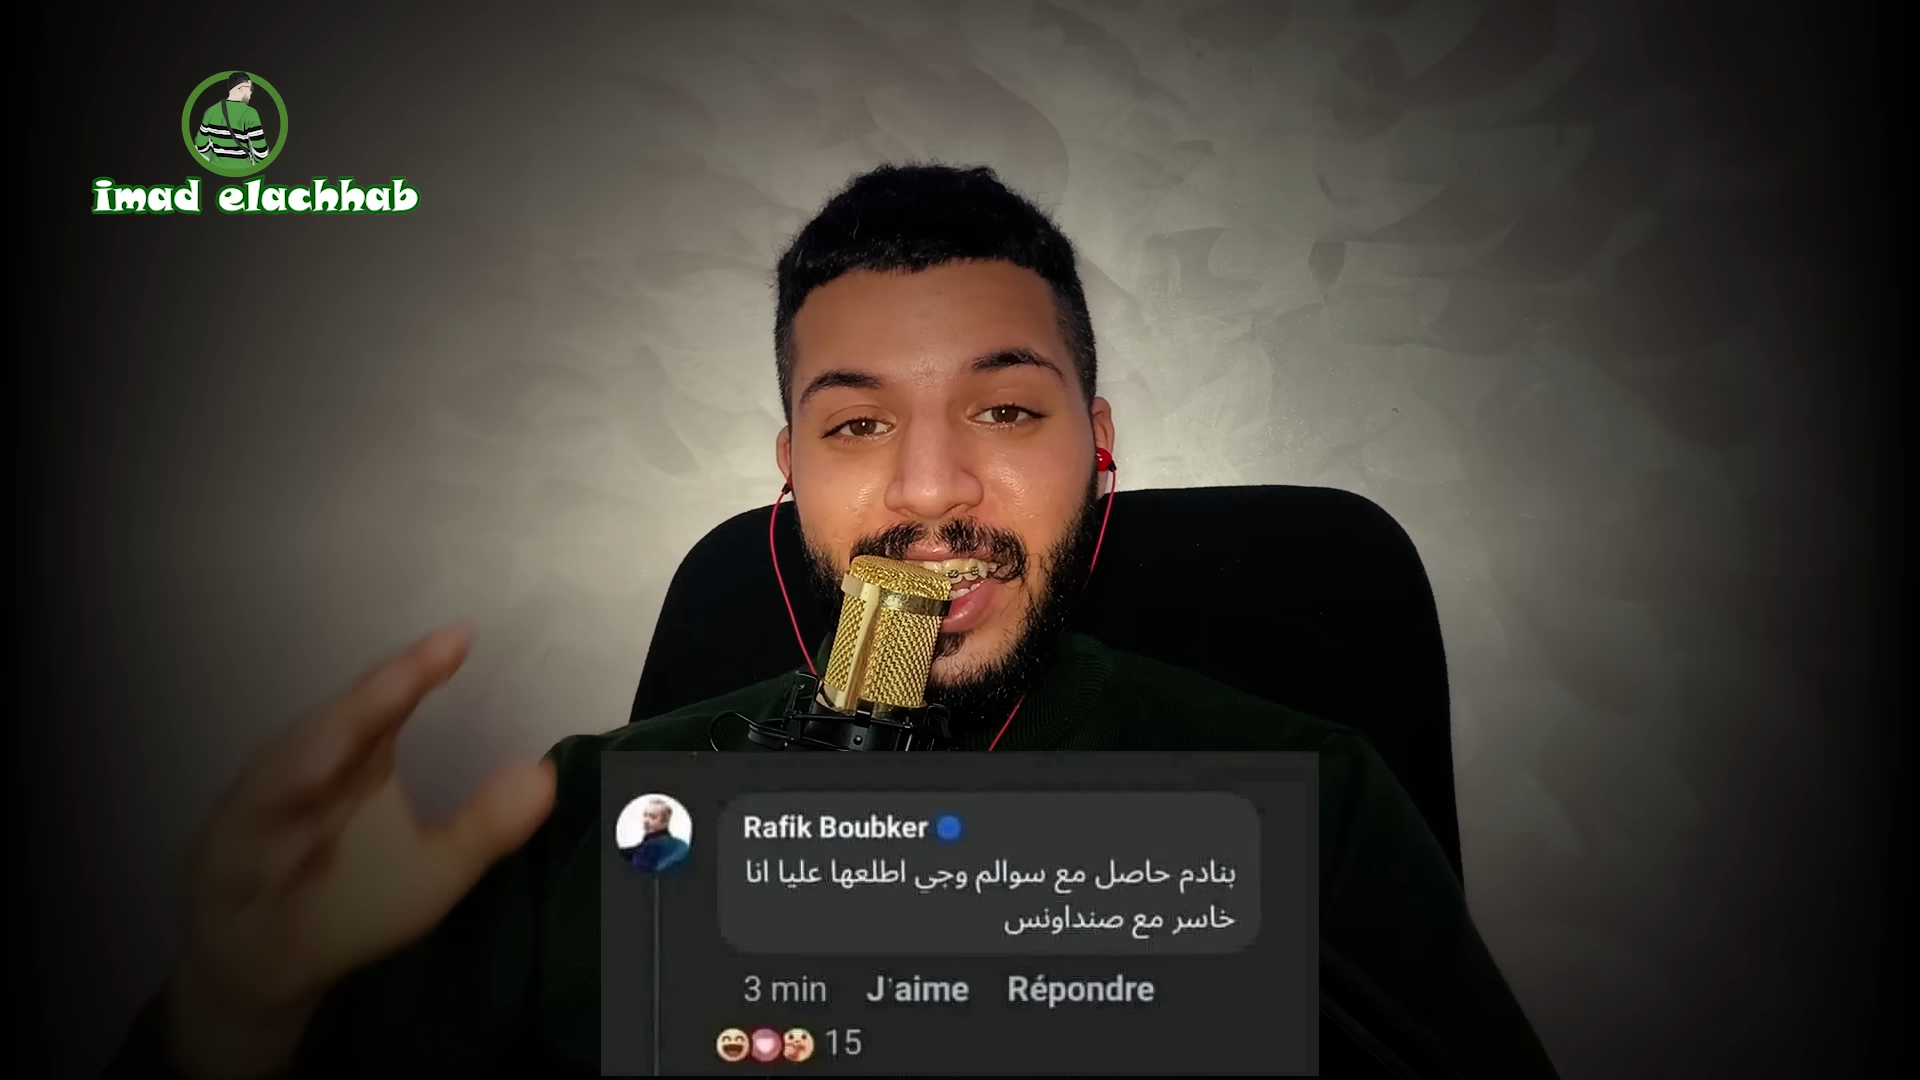 imad elachhab
Rafik Boubker
بنادم حاصل مع سوالم وجي اطلعها عليا انا
خاسر مع صنداونس
3 min J'aime Répondre
15